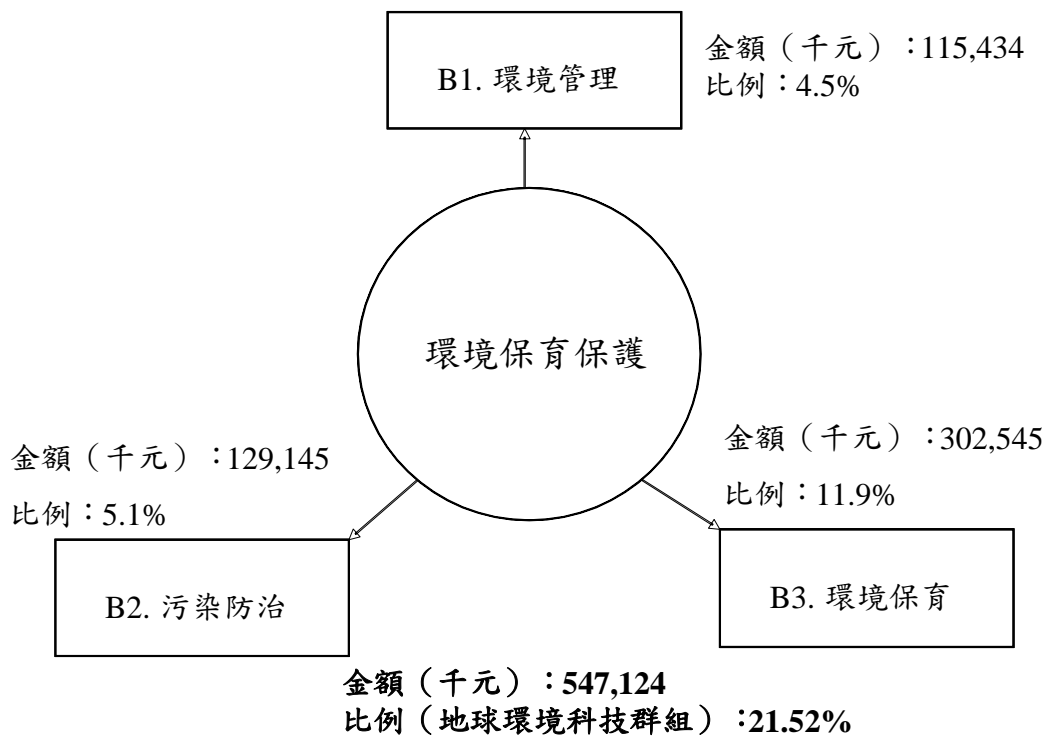 B1. 環境管理
金額（千元）：115,434
比例：4.5%
環境保育保護
金額（千元）：129,145
比例：5.1%
B2. 污染防治
金額（千元）：302,545
比例：11.9%
B3. 環境保育
金額（千元）：547,124
比例（地球環境科技群組）：21.52%